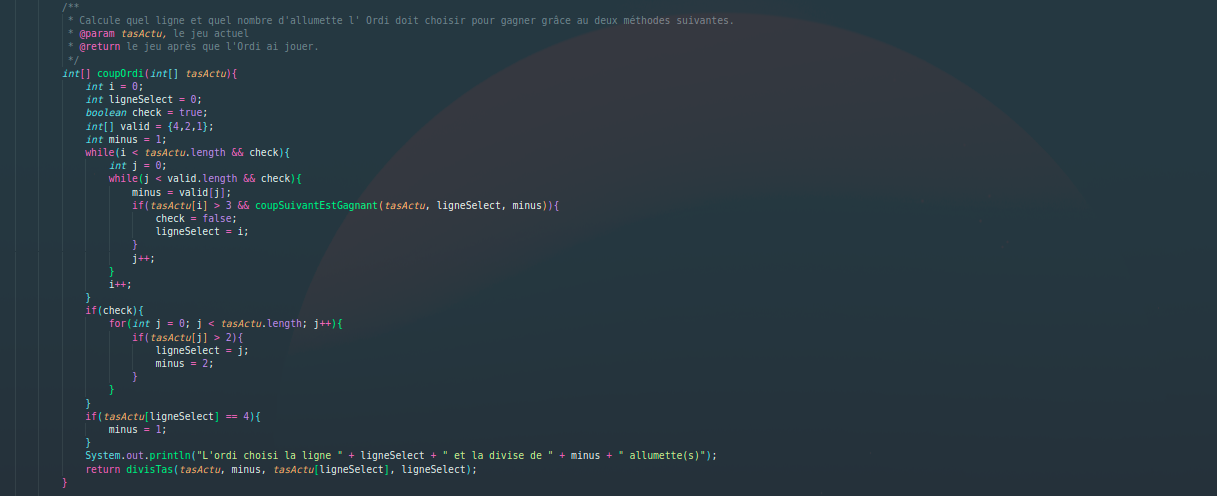 /**
 * Calcule quel ligne et quel nombre d'allumette l' Ordi doit choisir pour gagner grâce au deux méthodes suivantes.
 * @param tasActu, le jeu actuel
 * @return le jeu après que l'Ordi ai jouer.
 */
int[] coupOrdi(int[] tasActu){
    int i = 0;
    int ligneSelect = 0;
    boolean check = true;
    int[] valid = {4,2,1};
    int minus = 1;
    while(i < tasActu.length && check){
        int j = 0;
        while(j < valid.length && check){
            minus = valid[j];
            if(tasActu[i] > 3 && coupSuivantEstGagnant(tasActu, ligneSelect, minus)){
                check = false;
                ligneSelect = i;
            }
            j++;
        }
        i++;
    }
    if(check){
        for(int j = 0; j < tasActu.length; j++){
            if(tasActu[j] > 2){
                ligneSelect = j;
                minus = 2;
            }
        }
    }
    if(tasActu[ligneSelect] == 4){
        minus = 1;
    }
    System.out.println("L'ordi choisi la ligne " + ligneSelect + " et la divise de " + minus + " allumette(s)");
    return divisTas(tasActu, minus, tasActu[ligneSelect], ligneSelect);
}